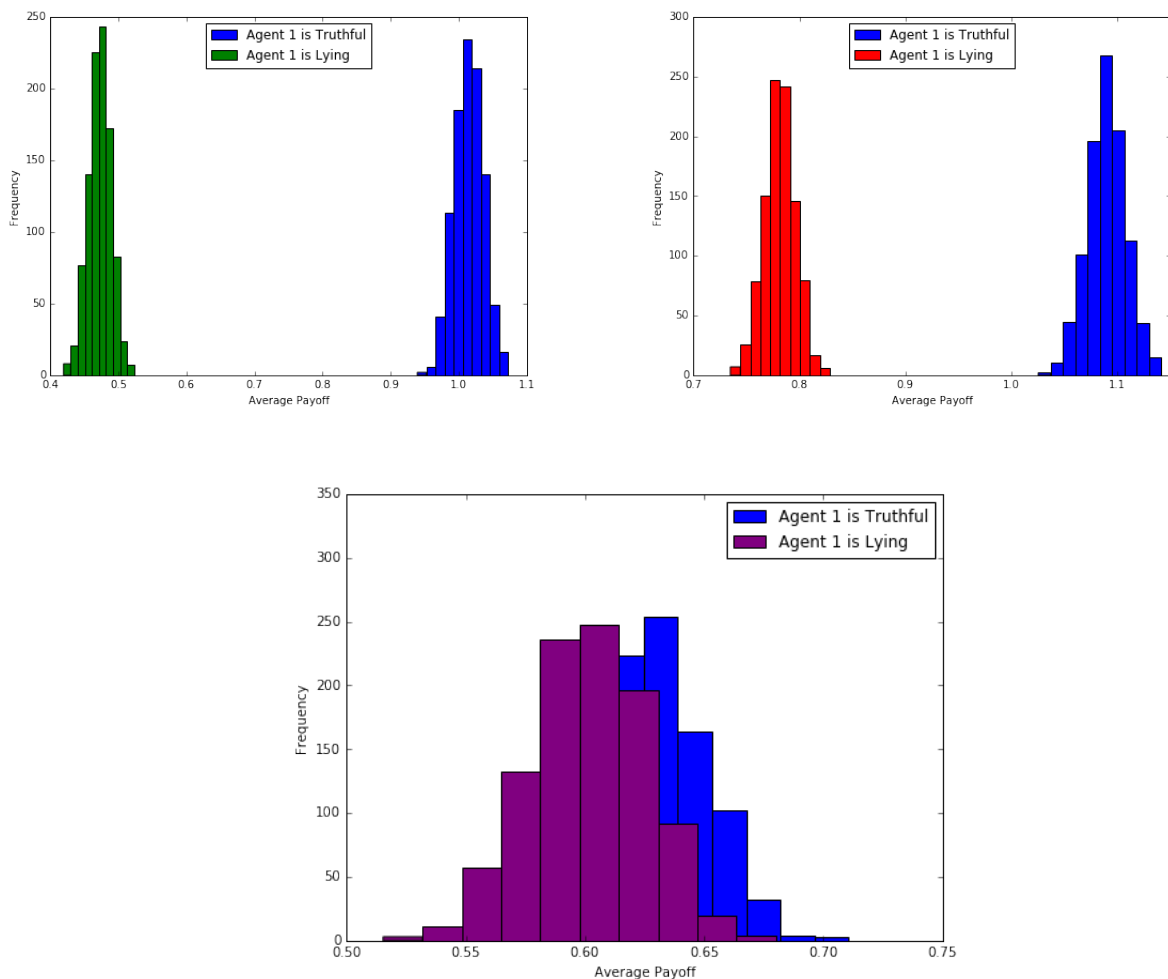 250
200
150
100
50
0
Frequency
Agent 1 is Truthful
Agent 1 is Lying
0.4 0.5 0.6 0.7 0.8 0.9 1.0 1.1
Average Payoff
300
250
200
150
100
50
0
Frequency
Agent 1 is Truthful
Agent 1 is Lying
0.7 0.8 0.9 1.0 1.1
Average Payoff
350
300
250
200
150
100
50
0
Frequency
Agent 1 is Truthful
Agent 1 is Lying
0.50 0.55 0.60 0.65 0.70 0.75
Average Payoff